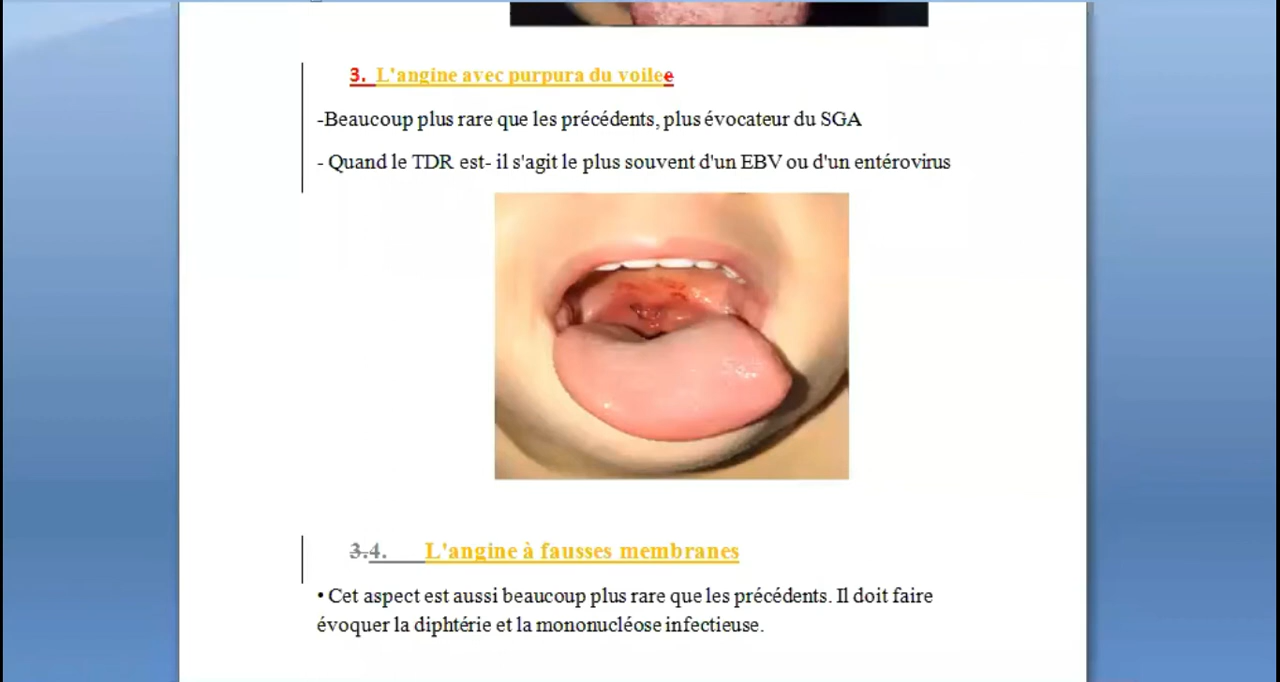 3. L'angine avec purpura du voilee
-Beaucoup plus rare que les précédents, plus évocateur du SGA
- Quand le TDR est- il s'agit le plus souvent d'un EBV ou d'un entérovirus
3.4. L'angine à fausses membranes
• Cet aspect est aussi beaucoup plus rare que les précédents. Il doit faire
évoquer la diphtérie et la mononucléose infectieuse.